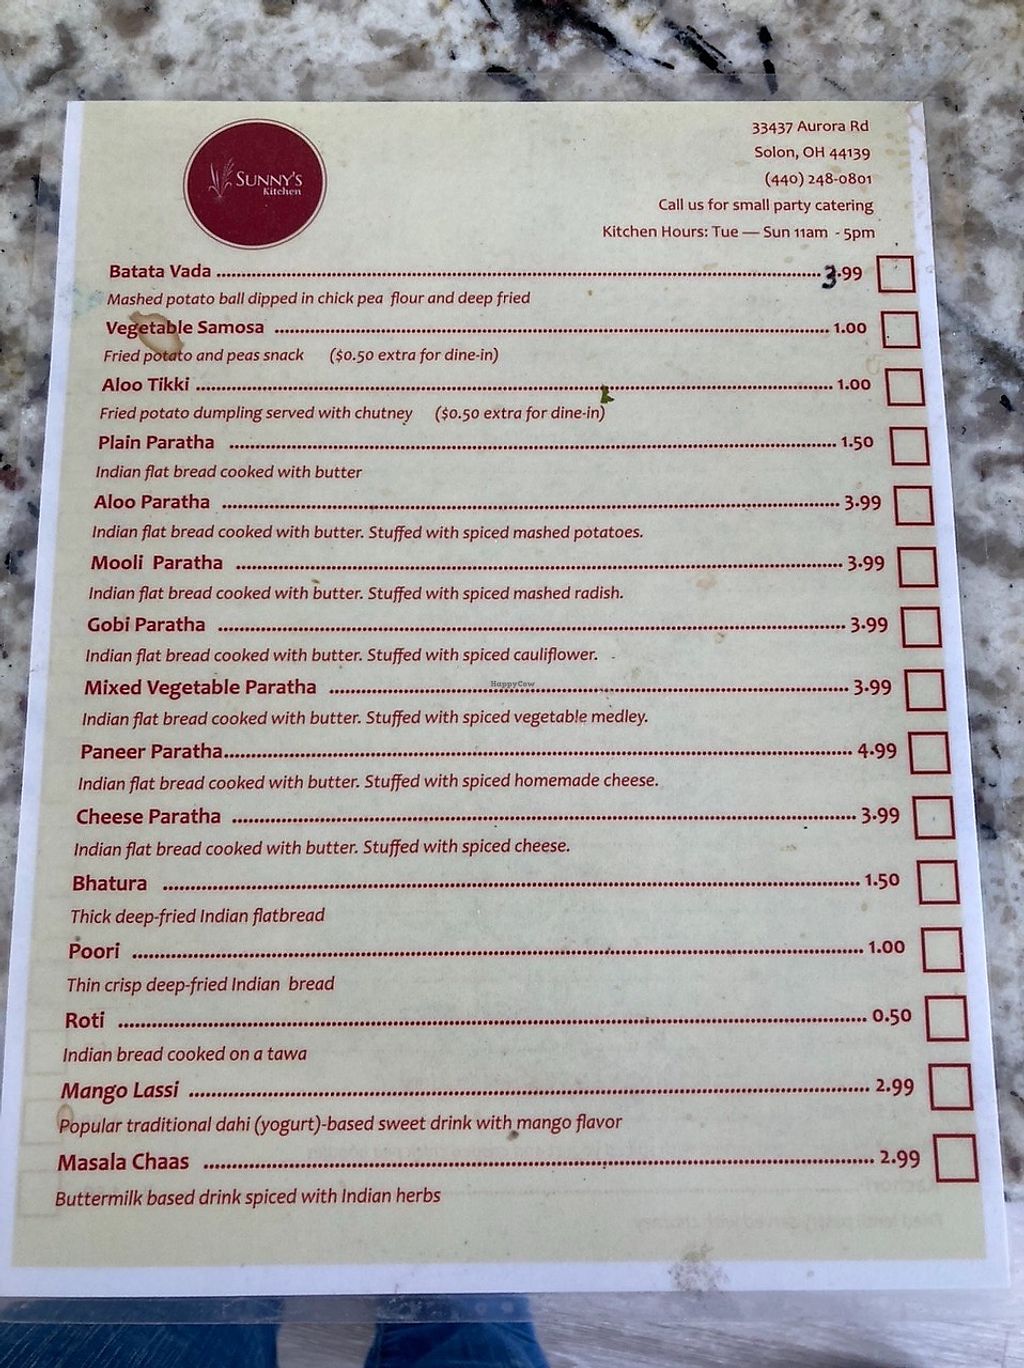 SUNNY'S
Kitchen
33437 Aurora Rd
Solon, OH 44139
(440) 248-0801
Call us for small party catering
Kitchen Hours: Tue — Sun 11am - 5pm
Batata Vada ........ 3.99
Mashed potato ball dipped in chick pea flour and deep fried
Vegetable Samosa ........ 1.00
Fried potato and peas snack ($0.50 extra for dine-in)
Aloo Tikki ........ 1.00
Fried potato dumpling served with chutney ($0.50 extra for dine-in)
Plain Paratha ........ 1.50
Indian flat bread cooked with butter
Aloo Paratha ........ 3.99
Indian flat bread cooked with butter. Stuffed with spiced mashed potatoes.
Mooli Paratha ........ 3.99
Indian flat bread cooked with butter. Stuffed with spiced mashed radish.
Gobi Paratha ........ 3.99
Indian flat bread cooked with butter. Stuffed with spiced cauliflower.
Mixed Vegetable Paratha ........ 3.99
HappyCow
Indian flat bread cooked with butter. Stuffed with spiced vegetable medley.
Paneer Paratha........ 4.99
Indian flat bread cooked with butter. Stuffed with spiced homemade cheese.
Cheese Paratha ........ 3.99
Indian flat bread cooked with butter. Stuffed with spiced cheese.
Bhatura ........ 1.50
Thick deep-fried Indian flatbread
Poori ........ 1.00
Thin crisp deep-fried Indian bread
Roti ........ 0.50
Indian bread cooked on a tawa
Mango Lassi ........ 2.99
Popular traditional dahi (yogurt)-based sweet drink with mango flavor
Masala Chaas ........ 2.99
Buttermilk based drink spiced with Indian herbs